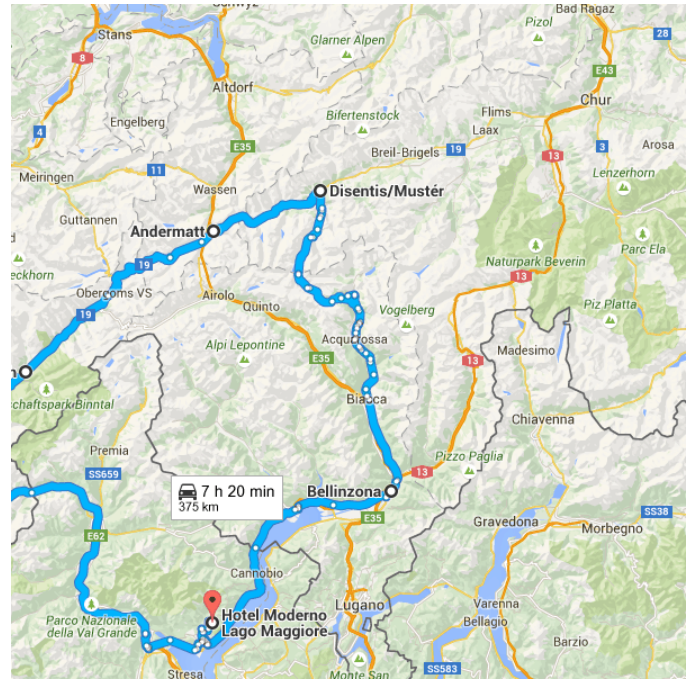 Schwyz
Bad Ragaz
Stans
Pizol
8
Glarner Alpen
28
Altdorf
E43
Bifertenstock
Flims
Chur
Engelberg
4
E35
Laax
3
Breil-Brigels
19
Arosa
Meiringen
11
13
Wassen
Lenzerhorn
Disentis/Mustér
Guttannen
Andermatt
Parc Ela
Naturpark Beverin
19
13
Obergoms VS
Airolo
Piz Platta
Quinto
Vogelberg
19
Acquarossa
Madesimo
Alpi Lepontine
E35
13
Biasca
Chiavenna
Premia
Pizzo Paglia
SS659
13
7 h 20 min
375 km
Bellinzona
E35
Gravedona
SS38
Morbegno
E62
Cannobio
Lugano
Varenna
Hotel Moderno
Lago Maggiore
Parco Nazionale
della Val Grande
Bellagio
Barzio
Stresa
SS583
Monte San